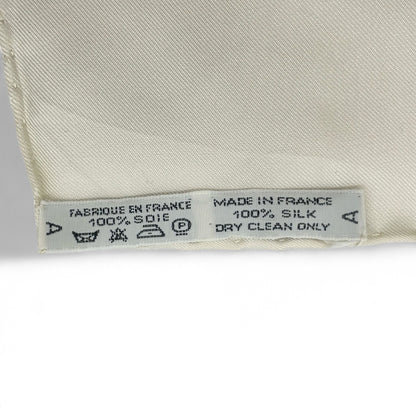 FABRIQUE EN FRANCE
100% SOIE
P
A
MADE IN FRANCE
100% SILK
DRY CLEAN ONLY
A